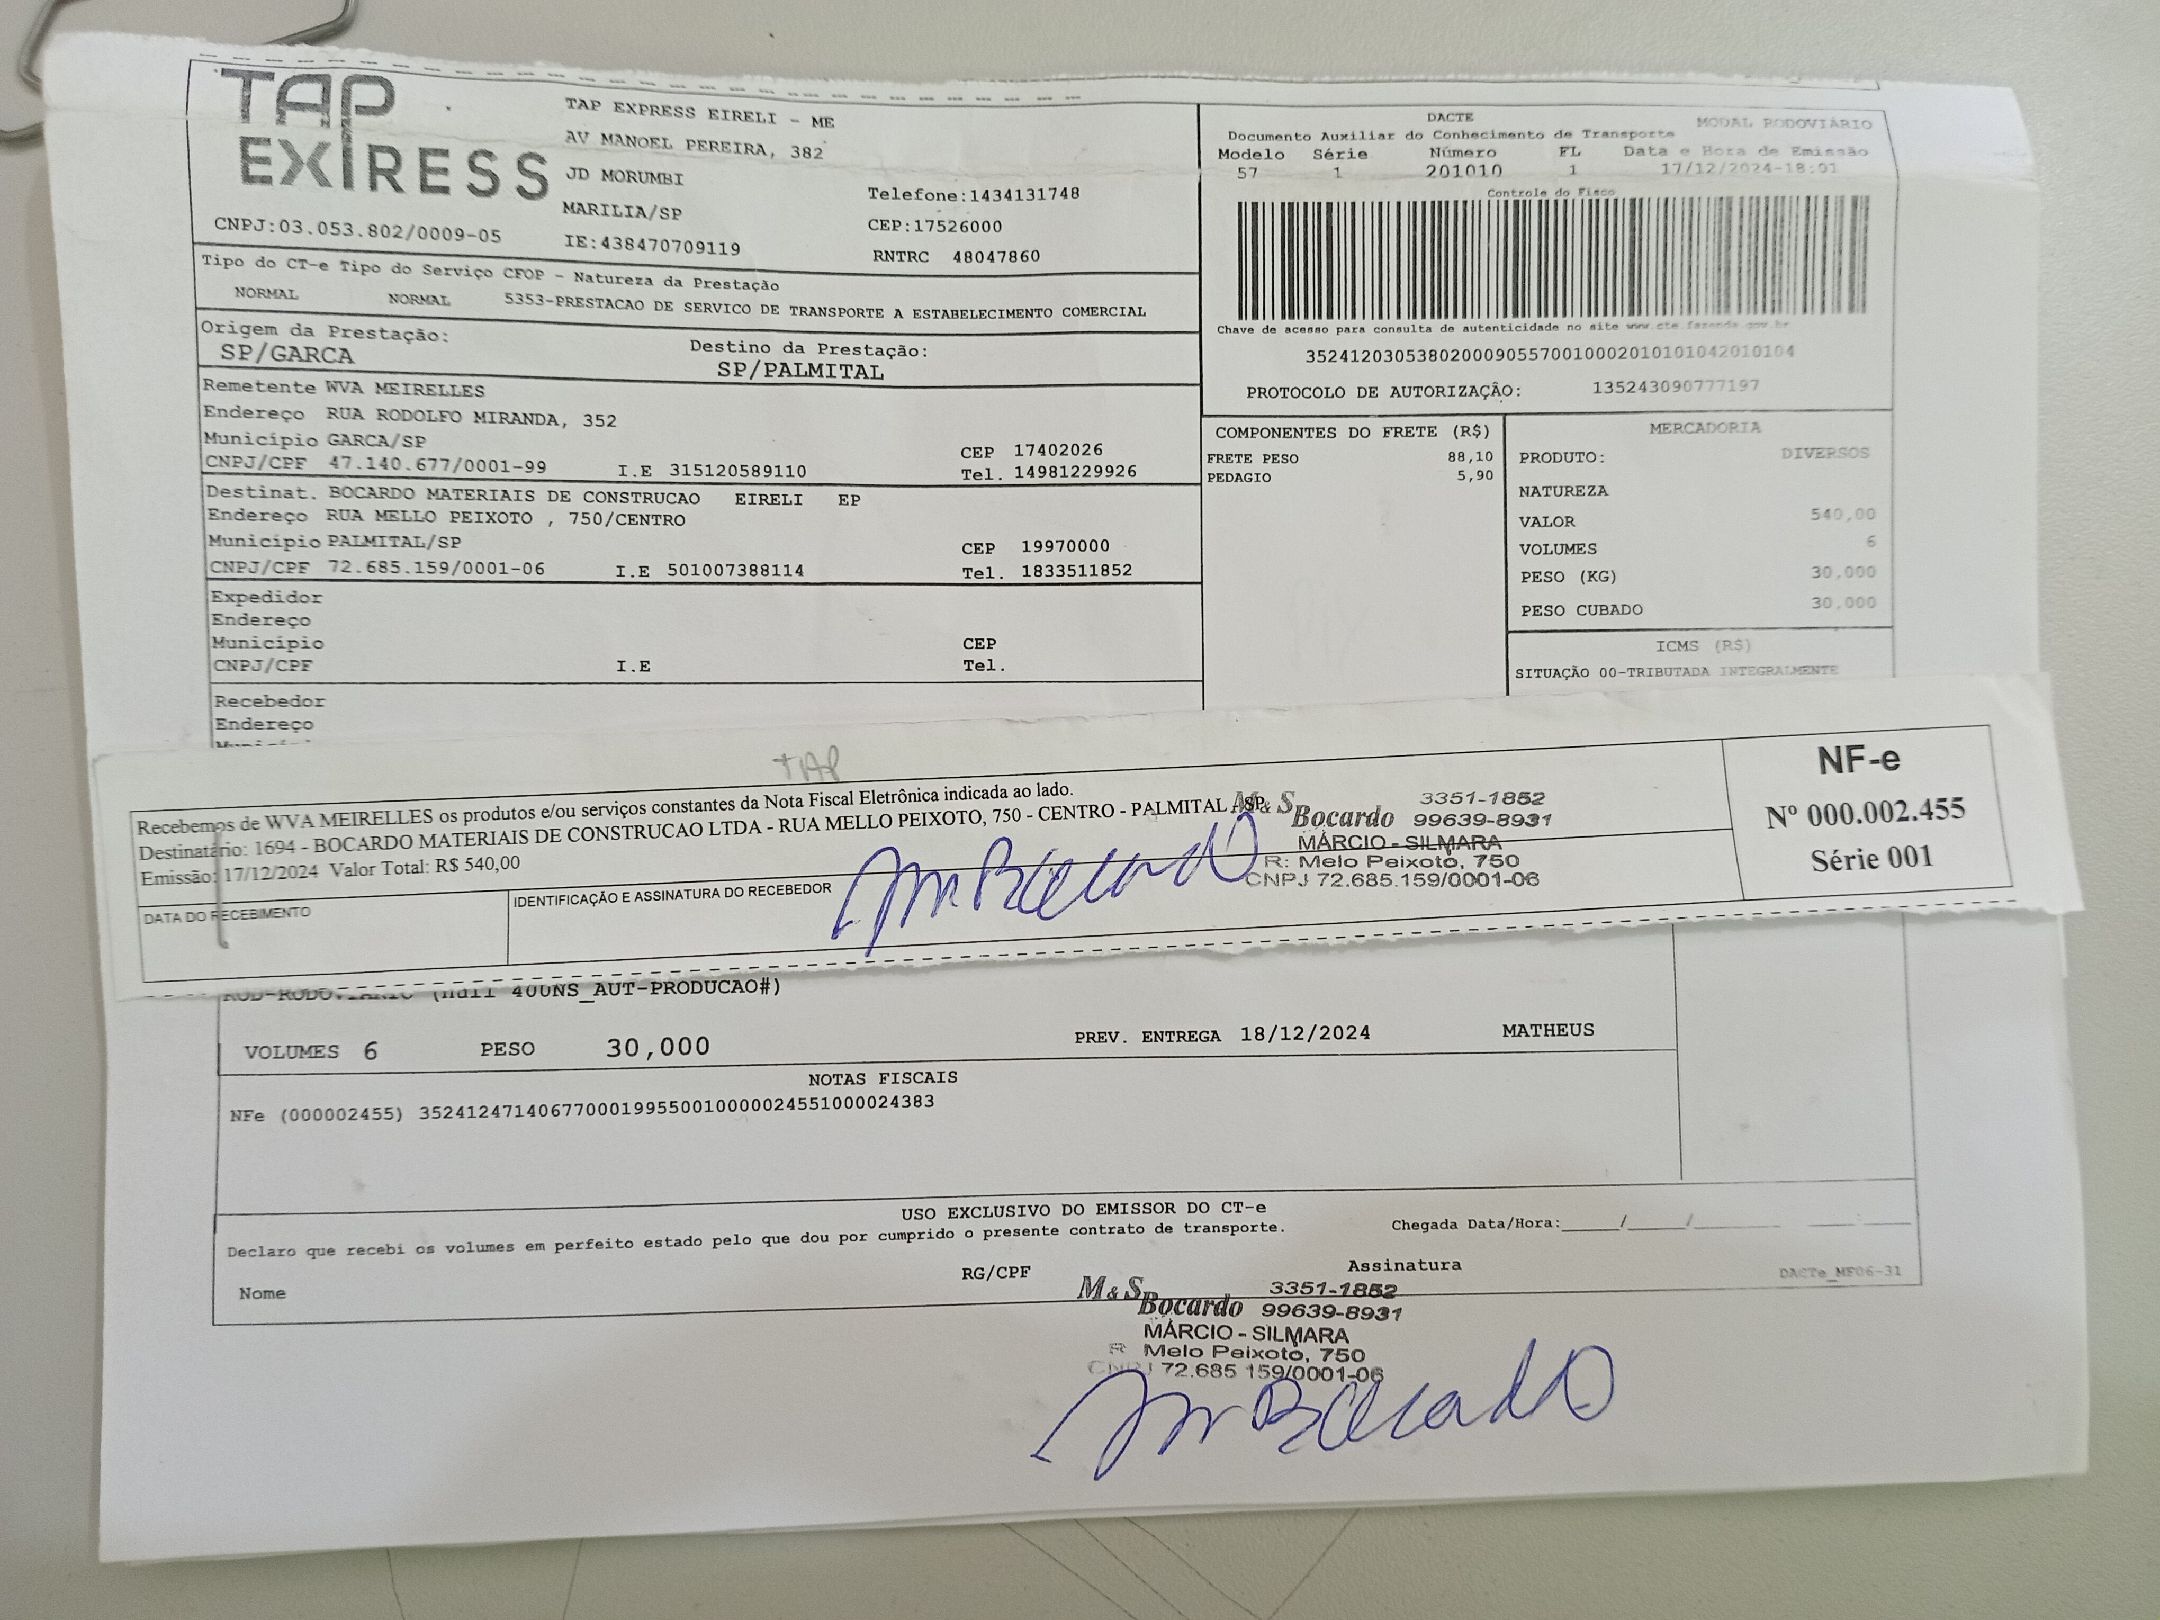 TAP
EXPRESS
TAP EXPRESS EIRELI - ME
AV MANOEL PEREIRA, 382
JD MORUMBI
MARILIA/SP
IE:438470709119
CNPJ:03.053.802/0009-05
Telefone:1434131748
CEP:17526000
RNTRC 48047860
DACTE
MODAL RODOVIÁRIO
Documento Auxiliar do Conhecimento de Transporte
Modelo Série Número FL Data e Hora de Emissão
57 1 201010 1 17/12/2024-18:01
Controle do Fisco
Chave de acesso para consulta de autenticidade no site www.cte.fazenda.gov.br
35241203053802000905570010002010101042010104
PROTOCOLO DE AUTORIZAÇÃO: 135243090777197
Tipo do CT-e Tipo do Serviço CFOP - Natureza da Prestação
NORMAL NORMAL 5353-PRESTACAO DE SERVICO DE TRANSPORTE A ESTABELECIMENTO COMERCIAL
Origem da Prestação:
SP/GARCA
Destino da Prestação:
SP/PALMITAL
Remetente WVA MEIRELLES
Endereço RUA RODOLFO MIRANDA, 352
Município GARCA/SP CEP 17402026
CNPJ/CPF 47.140.677/0001-99 I.E 315120589110 Tel. 14981229926
Destinat. BOCARDO MATERIAIS DE CONSTRUCAO EIRELI EP
Endereço RUA MELLO PEIXOTO , 750/CENTRO
Município PALMITAL/SP CEP 19970000
CNPJ/CPF 72.685.159/0001-06 I.E 501007388114 Tel. 1833511852
Expedidor
Endereço
Município CEP
CNPJ/CPF I.E Tel.
Recebedor
Endereço
COMPONENTES DO FRETE (R$)
FRETE PESO 88,10
PEDAGIO 5,90
MERCADORIA
PRODUTO: DIVERSOS
NATUREZA
VALOR 540,00
VOLUMES 6
PESO (KG) 30,000
PESO CUBADO 30,000
ICMS (R$)
SITUAÇÃO 00-TRIBUTADA INTEGRALMENTE
TAP
Recebemos de WVA MEIRELLES os produtos e/ou serviços constantes da Nota Fiscal Eletrônica indicada ao lado.
Destinatário: 1694 - BOCARDO MATERIAIS DE CONSTRUCAO LTDA - RUA MELLO PEIXOTO, 750 - CENTRO - PALMITAL / SP
Emissão: 17/12/2024 Valor Total: R$ 540,00
DATA DO RECEBIMENTO
IDENTIFICAÇÃO E ASSINATURA DO RECEBEDOR
M & S Bocardo
3351-1852
99639-8931
MÁRCIO - SILMARA
R: Melo Peixoto, 750
CNPJ 72.685.159/0001-06
NF-e
Nº 000.002.455
Série 001
VOLUMES 6 PESO 30,000 PREV. ENTREGA 18/12/2024 MATHEUS
NOTAS FISCAIS
NFe (000002455) 35241247140677000199550010000024551000024383
USO EXCLUSIVO DO EMISSOR DO CT-e
Declaro que recebi os volumes em perfeito estado pelo que dou por cumprido o presente contrato de transporte.
Chegada Data/Hora:
Nome
RG/CPF
Assinatura
DACTe_MF06-31
M & S Bocardo
3351-1852
99639-8931
MÁRCIO - SILMARA
R Melo Peixoto, 750
CNPJ 72.685 159/0001-06